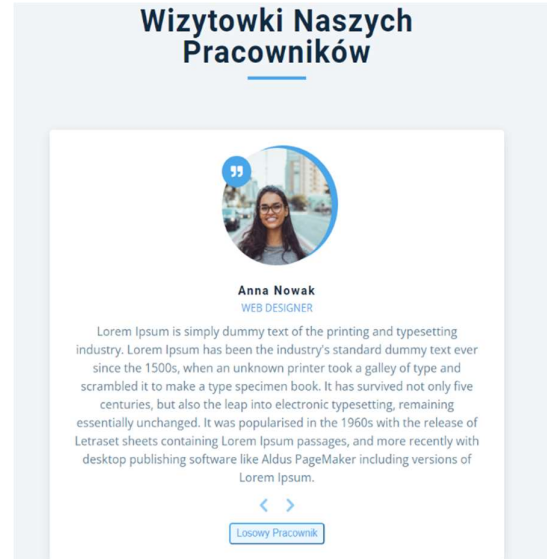 Wizytowki Naszych
Pracowników
Anna Nowak
WEB DESIGNER
Lorem Ipsum is simply dummy text of the printing and typesetting
industry. Lorem Ipsum has been the industry's standard dummy text ever
since the 1500s, when an unknown printer took a galley of type and
scrambled it to make a type specimen book. It has survived not only five
centuries, but also the leap into electronic typesetting, remaining
essentially unchanged. It was popularised in the 1960s with the release of
Letraset sheets containing Lorem Ipsum passages, and more recently with
desktop publishing software like Aldus PageMaker including versions of
Lorem Ipsum.
Losowy Pracownik